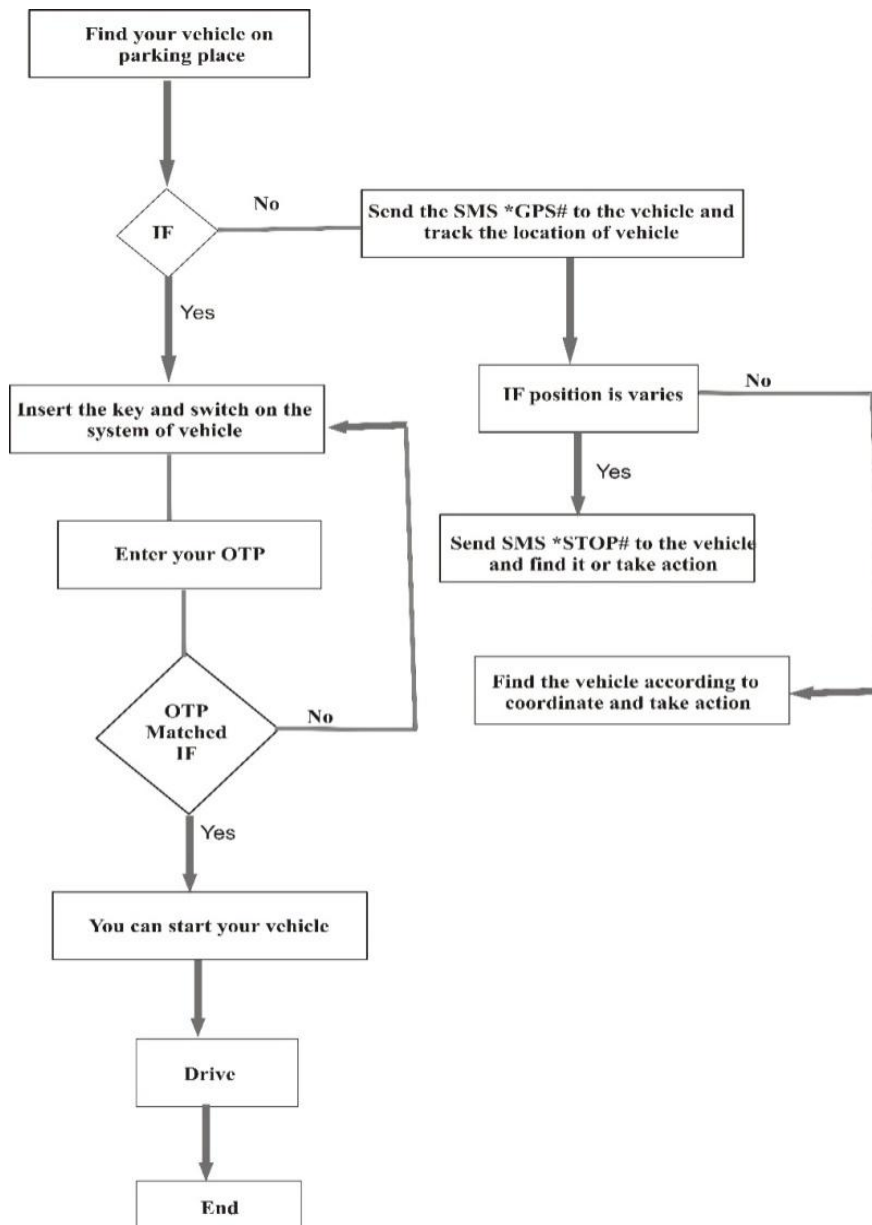 Find your vehicle on
parking place
IF
No
Send the SMS *GPS# to the vehicle and
track the location of vehicle
Yes
Insert the key and switch on the
system of vehicle
IF position is varies
No
Yes
Enter your OTP
Send SMS *STOP# to the vehicle
and find it or take action
OTP
Matched
IF
No
Find the vehicle according to
coordinate and take action
Yes
You can start your vehicle
Drive
End